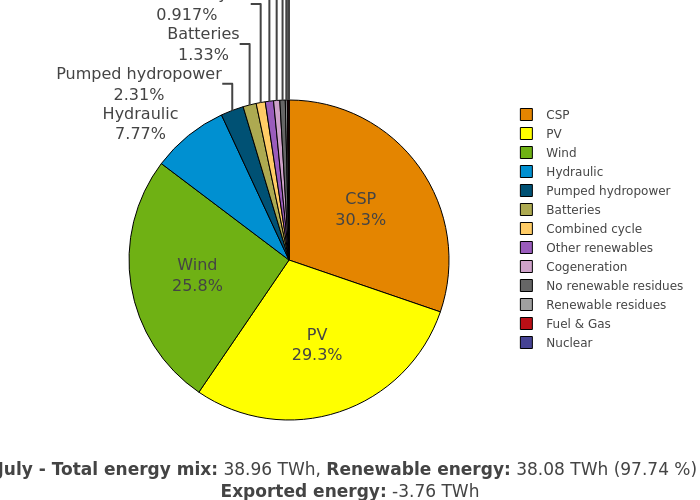 0.917%
Batteries
1.33%
Pumped hydropower
2.31%
Hydraulic
7.77%
CSP
30.3%
Wind
25.8%
PV
29.3%
CSP
PV
Wind
Hydraulic
Pumped hydropower
Batteries
Combined cycle
Other renewables
Cogeneration
No renewable residues
Renewable residues
Fuel & Gas
Nuclear
July - Total energy mix: 38.96 TWh, Renewable energy: 38.08 TWh (97.74 %)
Exported energy: -3.76 TWh